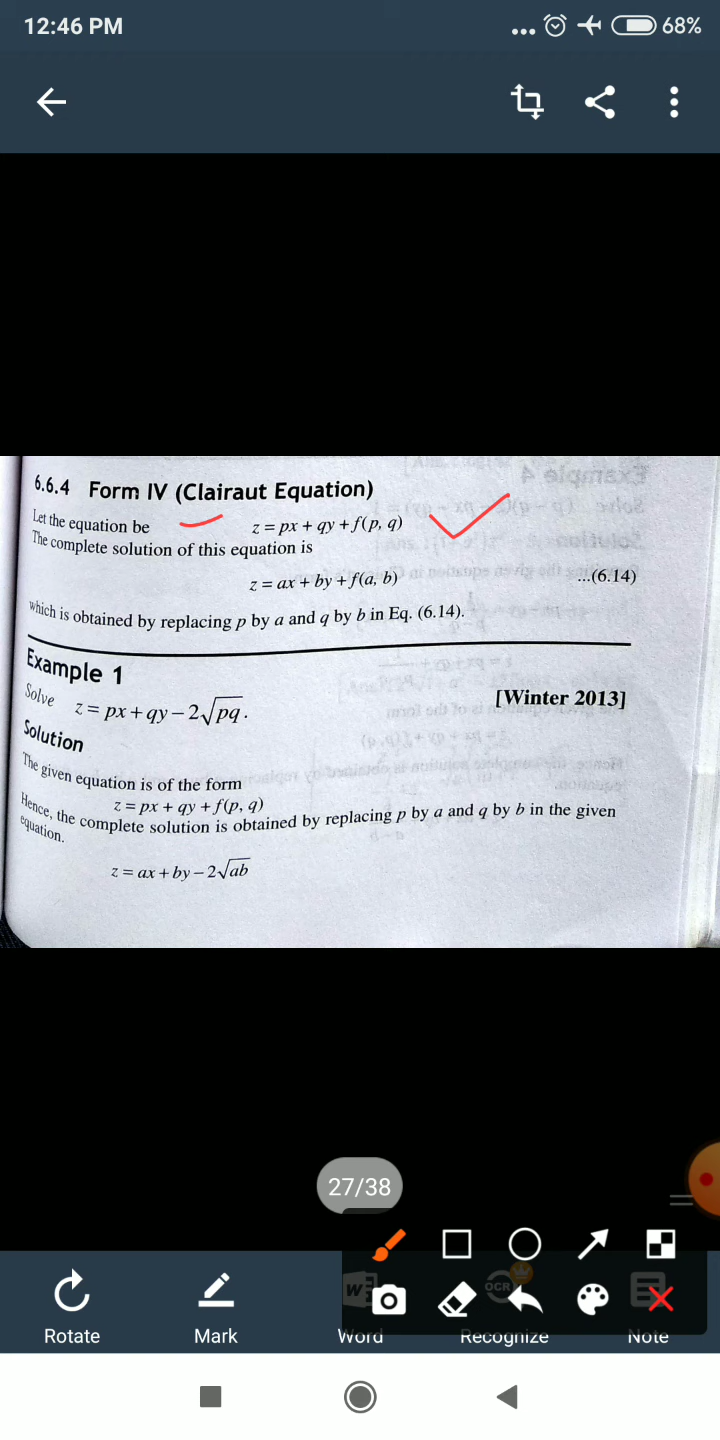 12:46 PM
68%
6.6.4 Form IV (Clairaut Equation)
Let the equation be z = px + qy + f(p, q)
The complete solution of this equation is
z = ax + by + f(a, b) ...(6.14)
which is obtained by replacing p by a and q by b in Eq. (6.14).
Example 1
Solve z = px + qy – 2√pq. [Winter 2013]
Solution
The given equation is of the form
z = px + qy + f(p, q)
Hence, the complete solution is obtained by replacing p by a and q by b in the given
equation.
z = ax + by – 2√ab
27/38
W
OCR
Rotate Mark Word Recognize Note